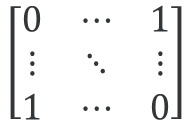 0 ⋯ 1
⋮ ⋱ ⋮
1 ⋯ 0